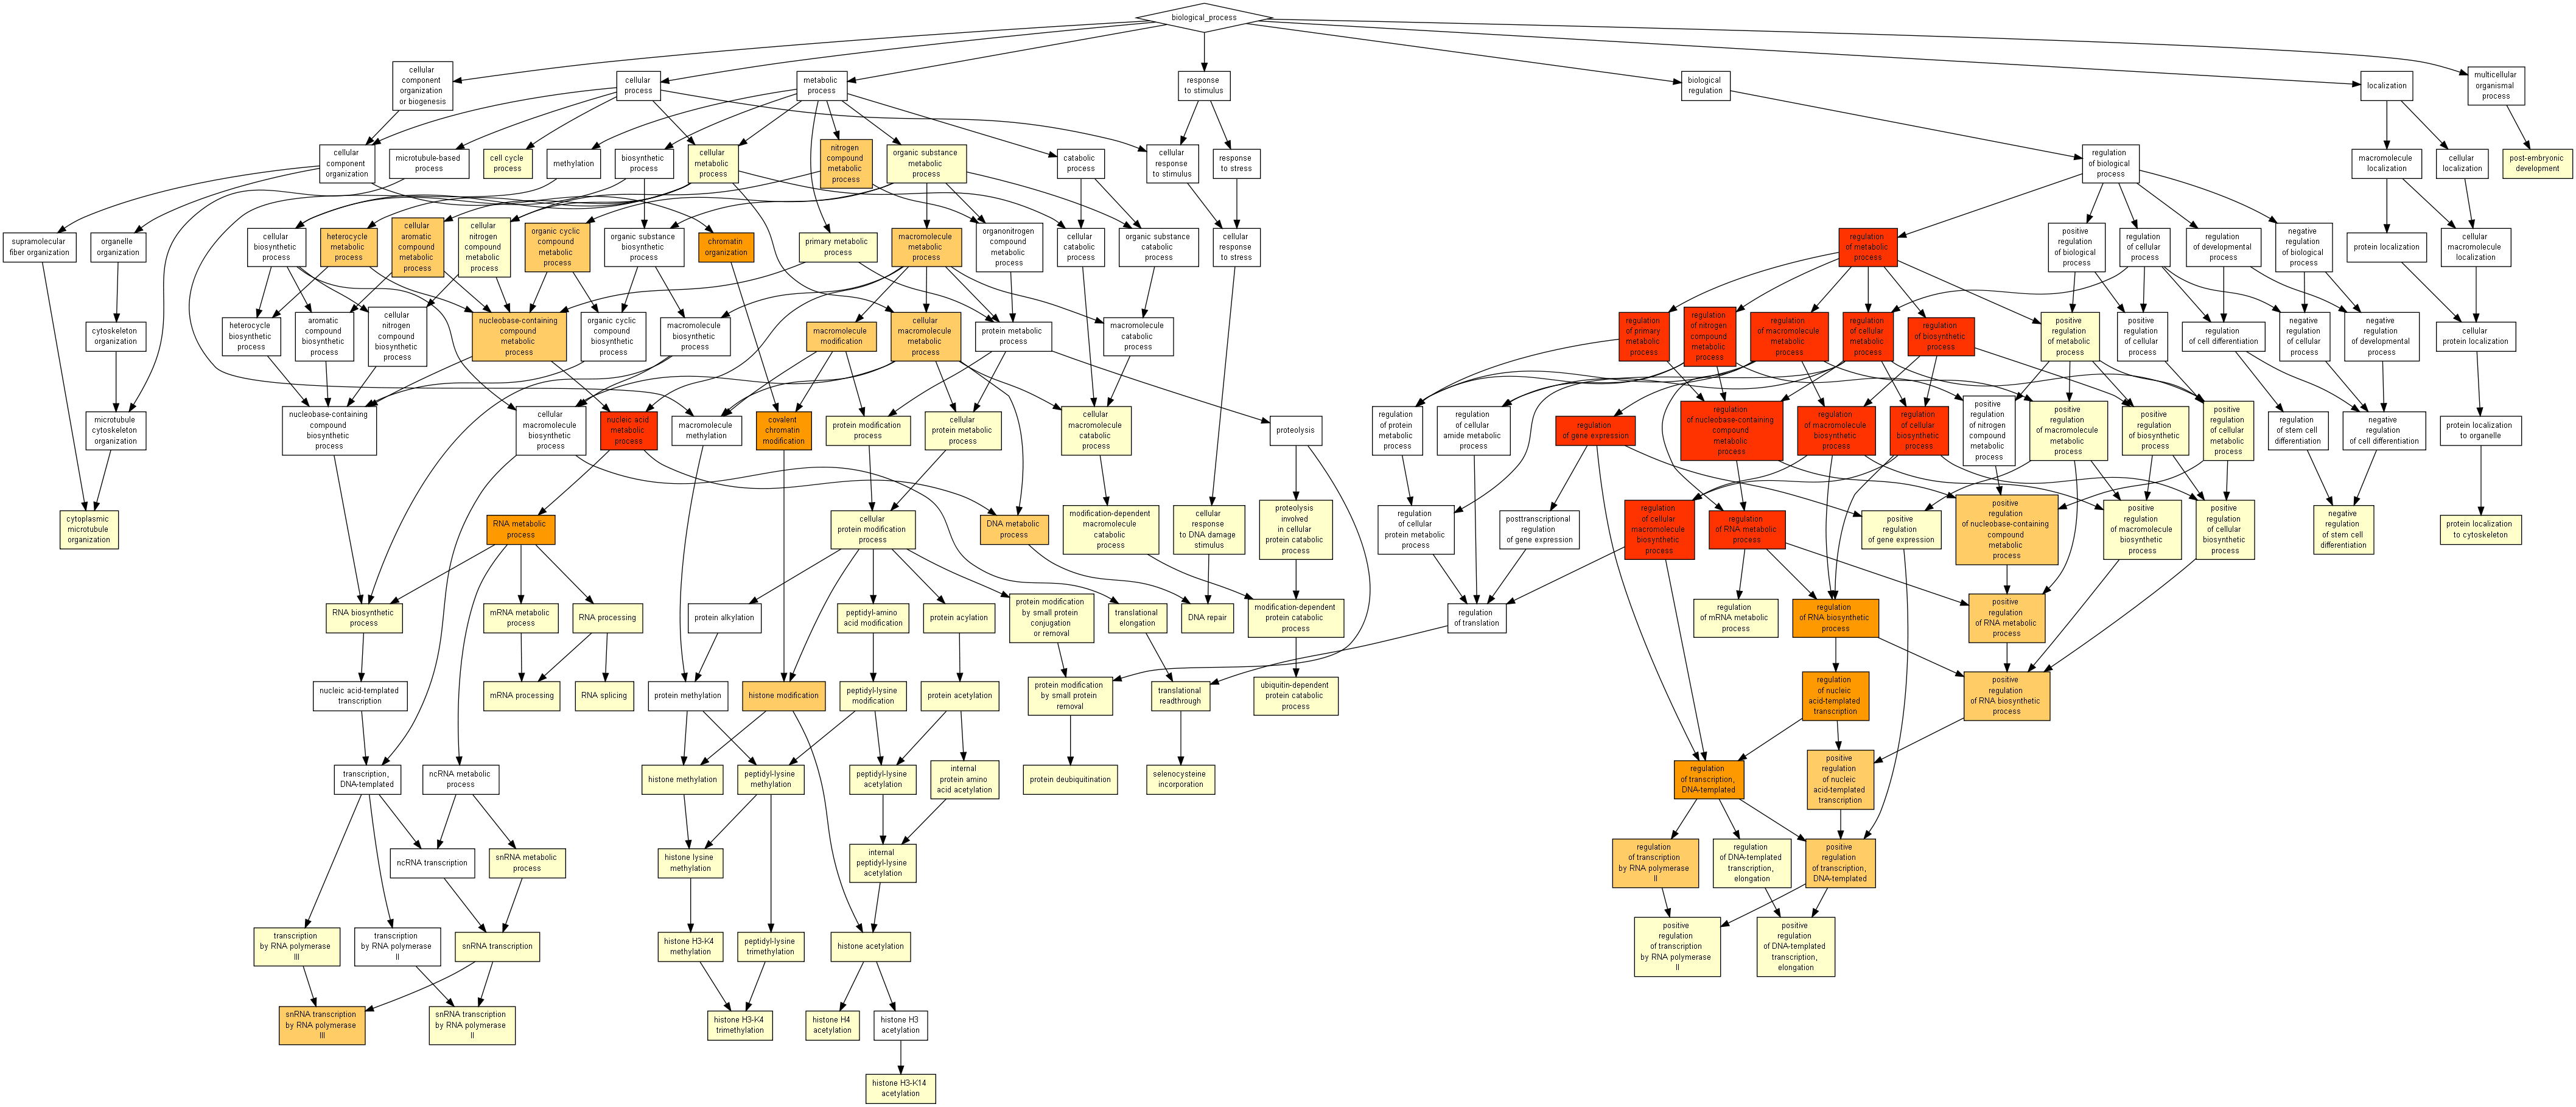 biological_process
cellular
component
organization
or biogenesis
cellular
process
metabolic
process
response
to stimulus
biological
regulation
localization
multicellular
organismal
process
cellular
component
organization
microtubule-based
process
cell cycle
process
methylation
biosynthetic
process
cellular
metabolic
process
nitrogen
compound
metabolic
process
organic substance
metabolic
process
catabolic
process
cellular
response
to stimulus
response
to stress
regulation
of biological
process
macromolecule
localization
cellular
localization
post-embryonic
development
supramolecular
fiber organization
organelle
organization
cellular
biosynthetic
process
heterocycle
metabolic
process
cellular
aromatic
compound
metabolic
process
cellular
nitrogen
compound
metabolic
process
organic cyclic
compound
metabolic
process
organic substance
biosynthetic
process
chromatin
organization
primary metabolic
process
macromolecule
metabolic
process
organonitrogen
compound
metabolic
process
cellular
catabolic
process
organic substance
catabolic
process
cellular
response
to stress
regulation
of metabolic
process
positive
regulation
of biological
process
regulation
of cellular
process
regulation
of developmental
process
negative
regulation
of biological
process
protein localization
cellular
macromolecule
localization
cytoskeleton
organization
heterocycle
biosynthetic
process
aromatic
compound
biosynthetic
process
cellular
nitrogen
compound
biosynthetic
process
nucleobase-containing
compound
metabolic
process
organic cyclic
compound
biosynthetic
process
macromolecule
biosynthetic
process
macromolecule
modification
cellular
macromolecule
metabolic
process
protein metabolic
process
macromolecule
catabolic
process
regulation
of primary
metabolic
process
regulation
of nitrogen
compound
metabolic
process
regulation
of macromolecule
metabolic
process
regulation
of cellular
metabolic
process
regulation
of biosynthetic
process
positive
regulation
of metabolic
process
positive
regulation
of cellular
process
regulation
of cell differentiation
negative
regulation
of cellular
process
negative
regulation
of developmental
process
cellular
protein localization
microtubule
cytoskeleton
organization
nucleobase-containing
compound
biosynthetic
process
cellular
macromolecule
biosynthetic
process
nucleic acid
metabolic
process
macromolecule
methylation
covalent
chromatin
modification
protein modification
process
cellular
protein metabolic
process
cellular
macromolecule
catabolic
process
proteolysis
regulation
of protein
metabolic
process
regulation
of cellular
amide metabolic
process
regulation
of gene expression
regulation
of nucleobase-containing
compound
metabolic
process
regulation
of macromolecule
biosynthetic
process
regulation
of cellular
biosynthetic
process
positive
regulation
of nitrogen
compound
metabolic
process
positive
regulation
of macromolecule
metabolic
process
positive
regulation
of biosynthetic
process
positive
regulation
of cellular
metabolic
process
regulation
of stem cell
differentiation
negative
regulation
of cell differentiation
protein localization
to organelle
cytoplasmic
microtubule
organization
RNA metabolic
process
cellular
protein modification
process
DNA metabolic
process
modification-dependent
macromolecule
catabolic
process
cellular
response
to DNA damage
stimulus
proteolysis
involved
in cellular
protein catabolic
process
regulation
of cellular
protein metabolic
process
posttranscriptional
regulation
of gene expression
regulation
of cellular
macromolecule
biosynthetic
process
regulation
of RNA metabolic
process
positive
regulation
of gene expression
positive
regulation
of nucleobase-containing
compound
metabolic
process
positive
regulation
of macromolecule
biosynthetic
process
positive
regulation
of cellular
biosynthetic
process
negative
regulation
of stem cell
differentiation
protein localization
to cytoskeleton
RNA biosynthetic
process
mRNA metabolic
process
RNA processing
protein alkylation
peptidyl-amino
acid modification
protein acylation
protein modification
by small protein
conjugation
or removal
translational
elongation
DNA repair
modification-dependent
protein catabolic
process
regulation
of translation
regulation
of mRNA metabolic
process
regulation
of RNA biosynthetic
process
positive
regulation
of RNA metabolic
process
nucleic acid-templated
transcription
mRNA processing
RNA splicing
protein methylation
histone modification
peptidyl-lysine
modification
protein acetylation
protein modification
by small protein
removal
translational
readthrough
ubiquitin-dependent
protein catabolic
process
regulation
of nucleic
acid-templated
transcription
positive
regulation
of RNA biosynthetic
process
transcription,
DNA-templated
ncRNA metabolic
process
histone methylation
peptidyl-lysine
methylation
peptidyl-lysine
acetylation
internal
protein amino
acid acetylation
protein deubiquitination
selenocysteine
incorporation
regulation
of transcription,
DNA-templated
positive
regulation
of nucleic
acid-templated
transcription
ncRNA transcription
snRNA metabolic
process
histone lysine
methylation
internal
peptidyl-lysine
acetylation
regulation
of transcription
by RNA polymerase
II
regulation
of DNA-templated
transcription,
elongation
positive
regulation
of transcription,
DNA-templated
transcription
by RNA polymerase
III
transcription
by RNA polymerase
II
snRNA transcription
histone H3-K4
methylation
peptidyl-lysine
trimethylation
histone acetylation
positive
regulation
of transcription
by RNA polymerase
II
positive
regulation
of DNA-templated
transcription,
elongation
snRNA transcription
by RNA polymerase
III
snRNA transcription
by RNA polymerase
II
histone H3-K4
trimethylation
histone H4
acetylation
histone H3
acetylation
histone H3-K14
acetylation